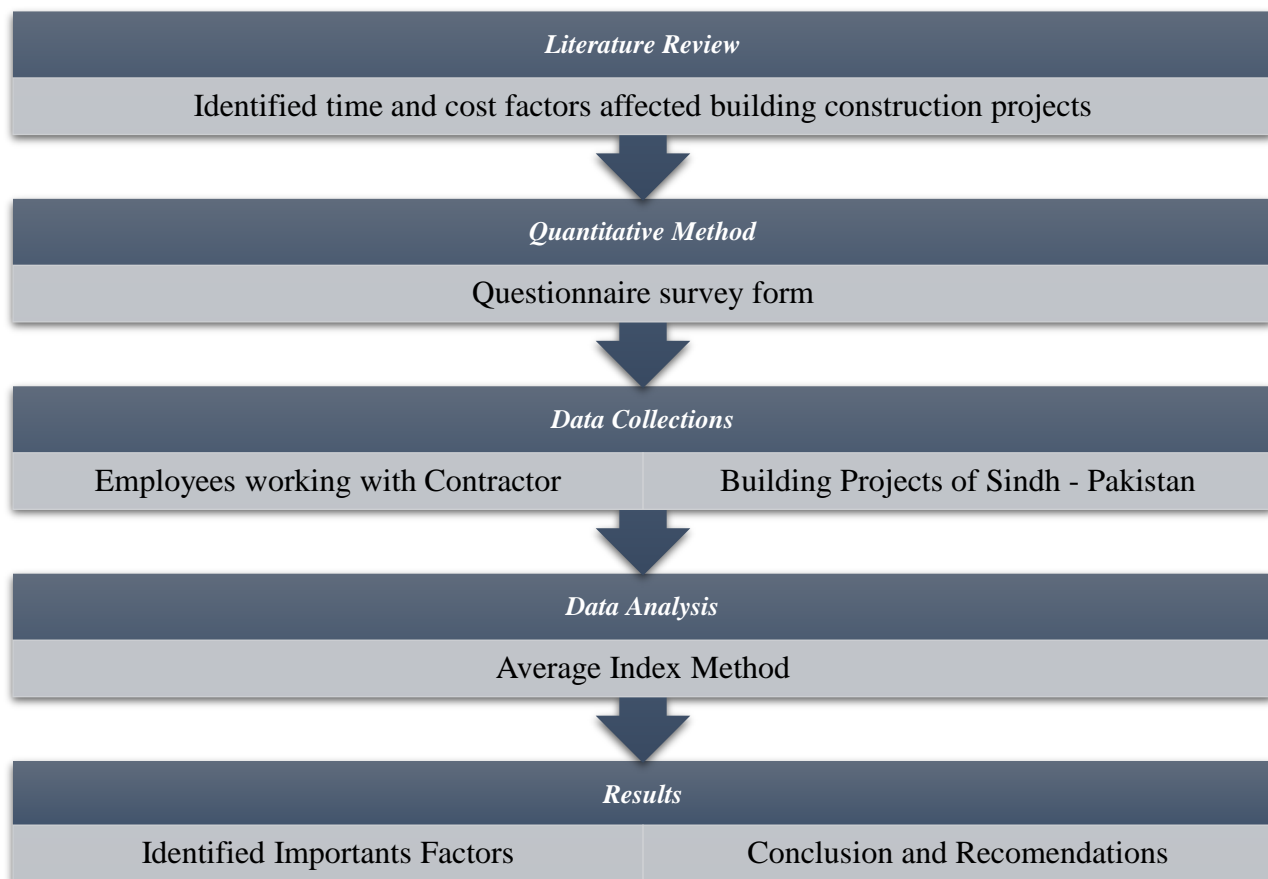 Literature Review
Identified time and cost factors affected building construction projects
Quantitative Method
Questionnaire survey form
Data Collections
Employees working with Contractor
Building Projects of Sindh - Pakistan
Data Analysis
Average Index Method
Results
Identified Importants Factors
Conclusion and Recomendations